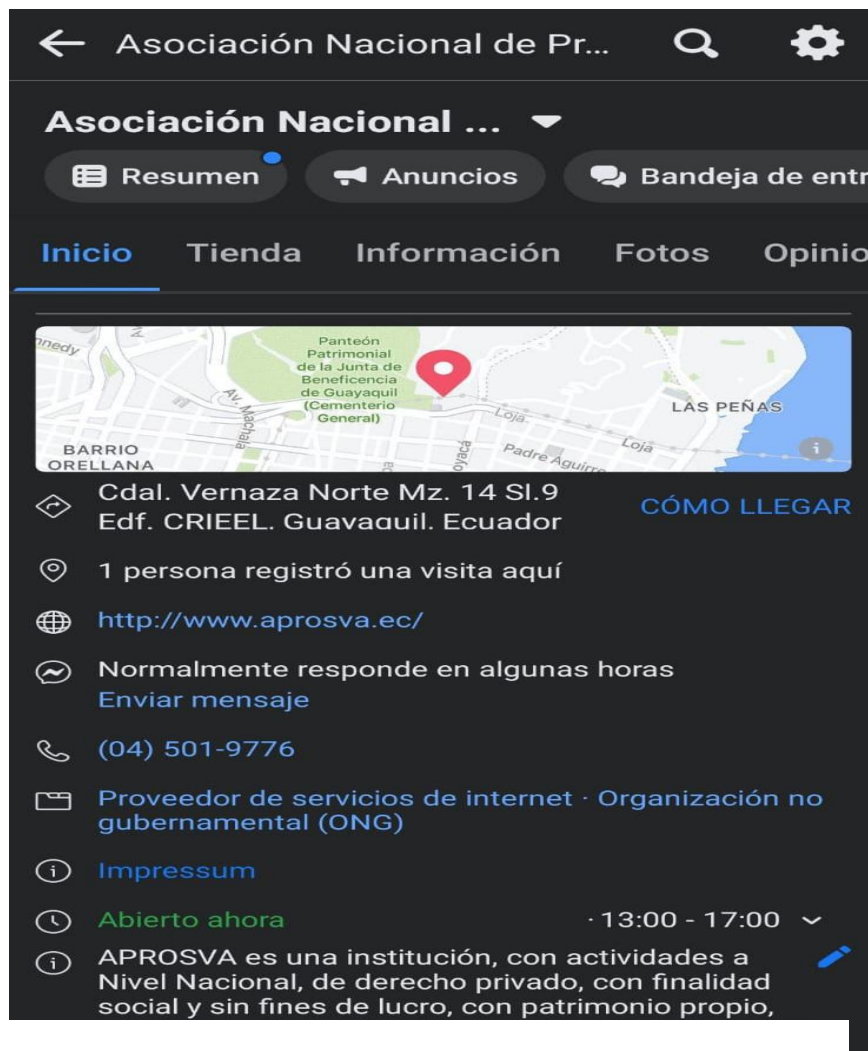 Asociación Nacional de Pr...
Asociación Nacional ...
Resumen
Anuncios
Bandeja de entr
Inicio
Tienda
Información
Fotos
Opinio
nnedy
Av.
Av. Machala
Panteón
Patrimonial
de la Junta de
Beneficencia
de Guayaquil
(Cementerio
General)
Loja
LAS PEÑAS
BARRIO
ORELLANA
oyacá
Padre Aguirre
Loja
Cdal. Vernaza Norte Mz. 14 Sl.9
Edf. CRIEEL. Guayaquil. Ecuador
CÓMO LLEGAR
1 persona registró una visita aquí
http://www.aprosva.ec/
Normalmente responde en algunas horas
Enviar mensaje
(04) 501-9776
Proveedor de servicios de internet · Organización no
gubernamental (ONG)
Impressum
Abierto ahora
· 13:00 - 17:00
APROSVA es una institución, con actividades a
Nivel Nacional, de derecho privado, con finalidad
social y sin fines de lucro, con patrimonio propio,